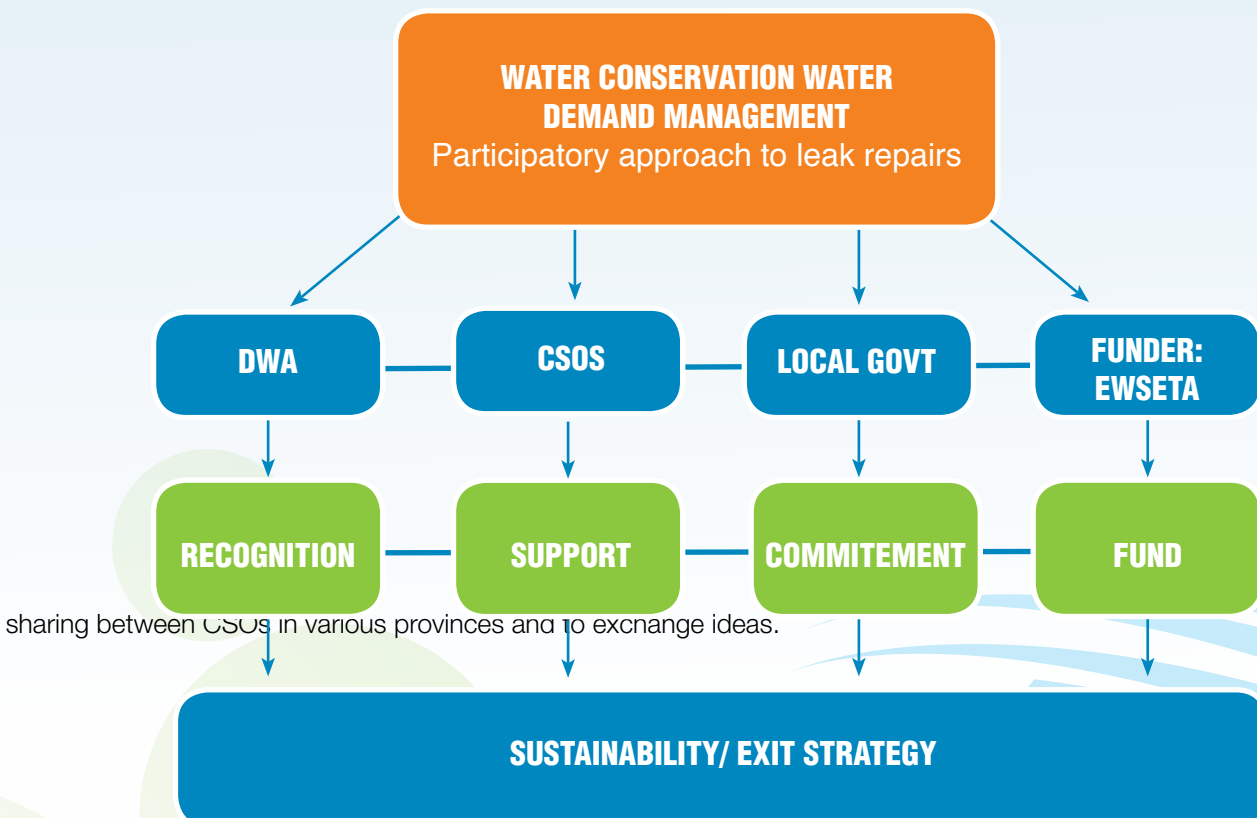 WATER CONSERVATION WATER
DEMAND MANAGEMENT
Participatory approach to leak repairs
DWA
CSOS
LOCAL GOVT
FUNDER:
EWSETA
RECOGNITION
SUPPORT
COMMITEMENT
FUND
sharing between CSOs in various provinces and to exchange ideas.
SUSTAINABILITY/ EXIT STRATEGY